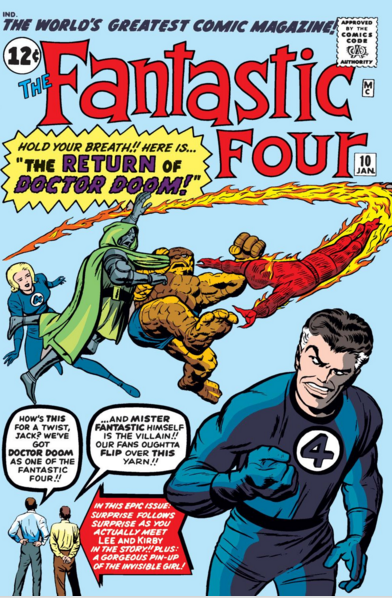 IND.
THE WORLD'S GREATEST COMIC MAGAZINE!
APPROVED
BY THE
COMICS
CODE
CA
AUTHORITY
12¢
THE
Fantastic
Four
M
C
10
JAN.
HOLD YOUR BREATH!! HERE IS...
"THE RETURN OF
DOCTOR DOOM!"
4
4
HOW'S THIS
FOR A TWIST,
JACK? WE'VE
GOT
DOCTOR DOOM
AS ONE OF THE
FANTASTIC
FOUR!!
...AND MISTER
FANTASTIC HIMSELF
IS THE VILLAIN!!
OUR FANS OUGHTTA
FLIP OVER THIS
YARN!!
IN THIS EPIC ISSUE:
SURPRISE FOLLOWS
SURPRISE AS YOU
ACTUALLY MEET
LEE AND KIRBY
IN THE STORY!! PLUS:
A GORGEOUS PIN-UP
OF THE INVISIBLE GIRL!